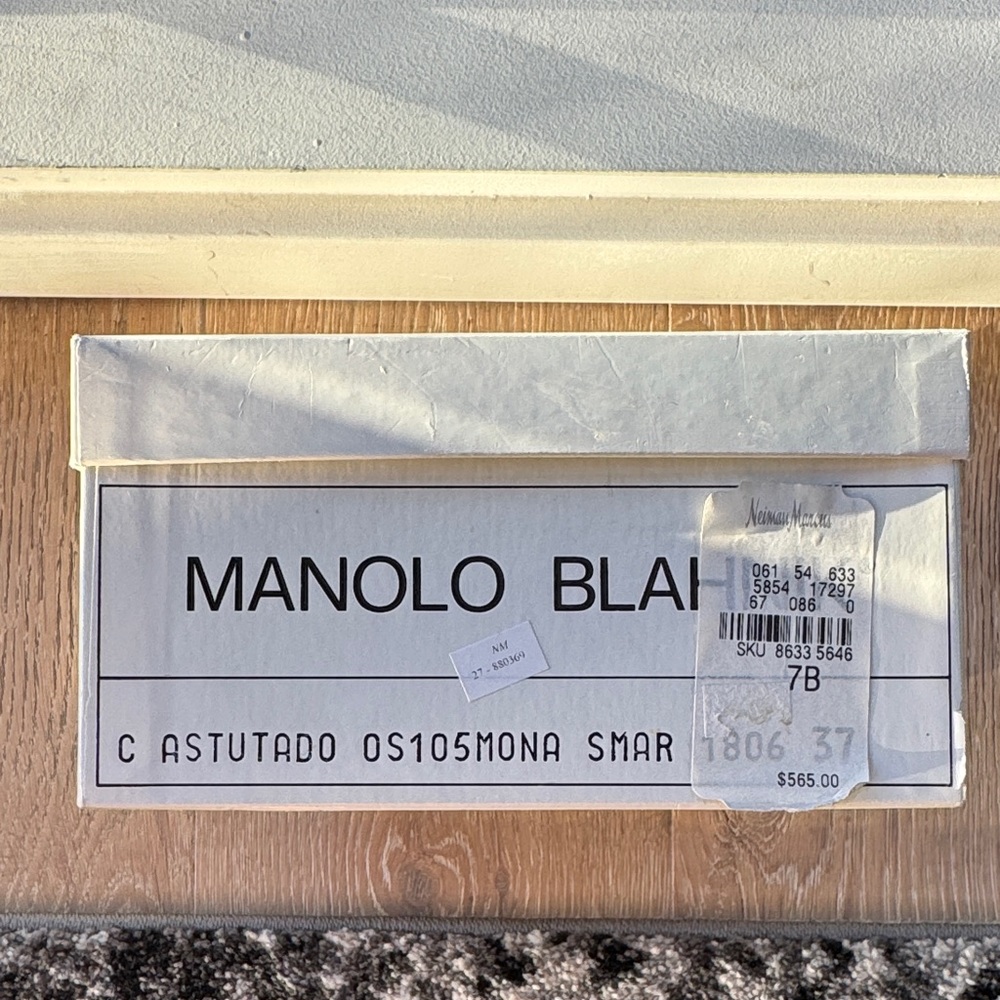 Neiman Marcus
MANOLO BLAHNIK
061 54 633
5854 17297
67 086 0
SKU 8633 5646
7B
NM
27 - 880369
C ASTUTADO OS105MONA SMAR 1806 37
$565.00